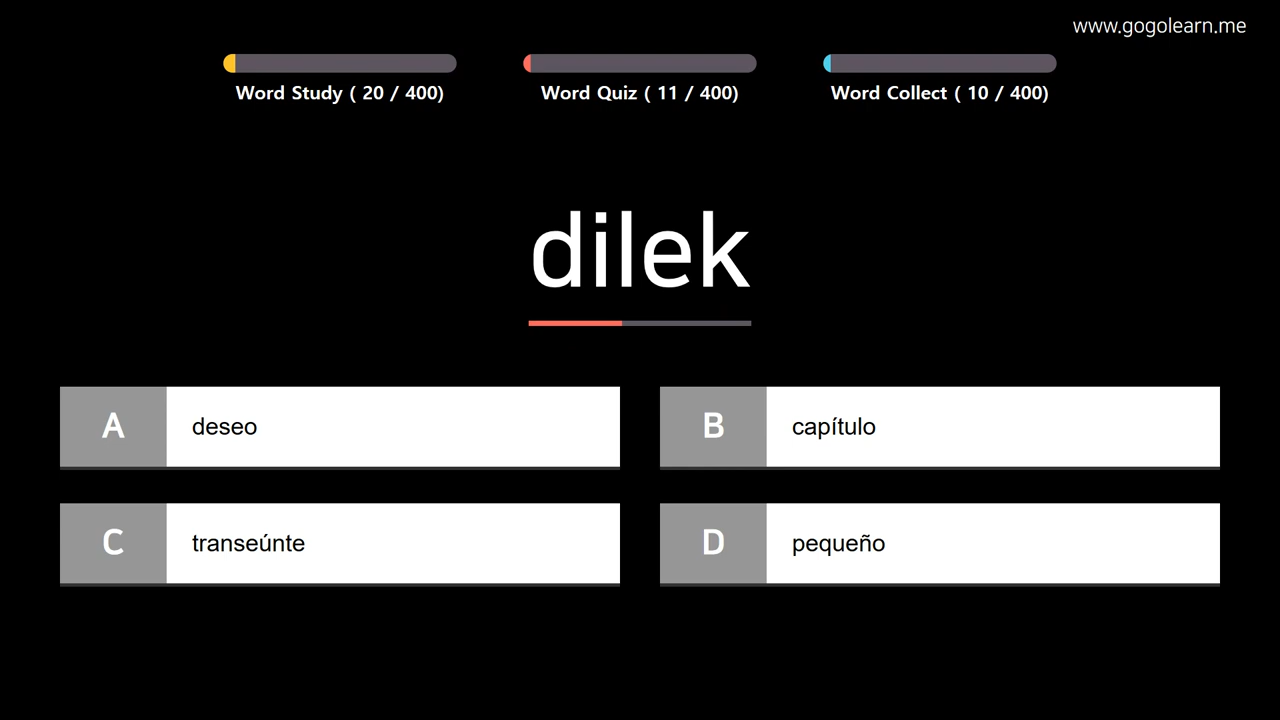 www.gogolearn.me
Word Study ( 20 / 400)
Word Quiz ( 11 / 400)
Word Collect ( 10 / 400)
dilek
A deseo
B capítulo
C transeúnte
D pequeño